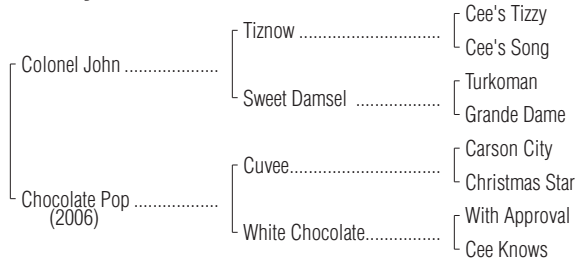 Cee's Tizzy
Tiznow ..............................
Cee's Song
Colonel John ...................
Turkoman
Sweet Damsel ..................
Grande Dame
Carson City
Cuvee................................
Christmas Star
Chocolate Pop .................
(2006)
With Approval
White Chocolate................
Cee Knows